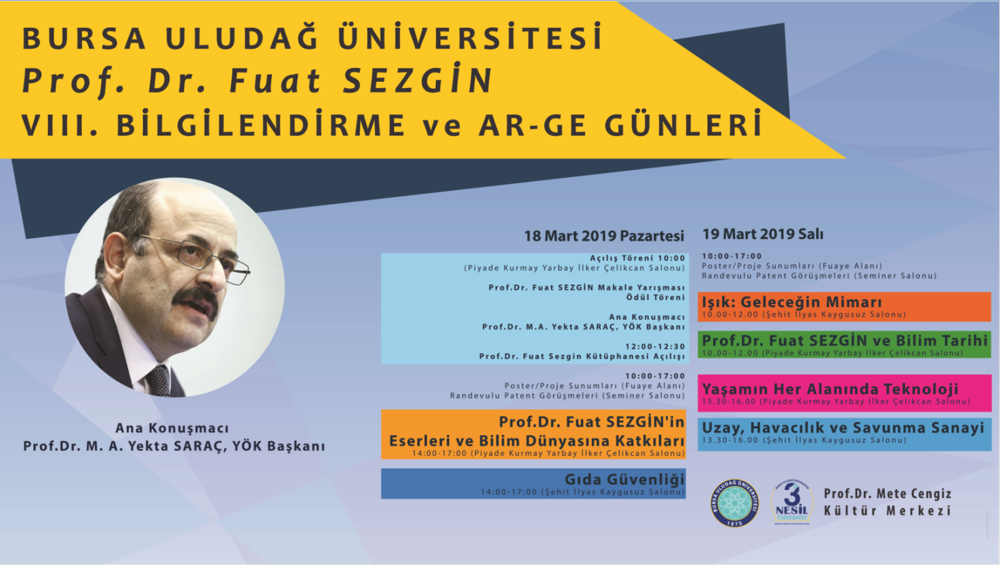 BURSA ULUDAĞ ÜNİVERSİTESİ
Prof. Dr. Fuat SEZGİN
VIII. BİLGİLENDİRME ve AR-GE GÜNLERİ
Ana Konuşmacı
Prof.Dr. M. A. Yekta SARAÇ, YÖK Başkanı
18 Mart 2019 Pazartesi
Açılış Töreni 10:00
(Piyade Kurmay Yarbay İlker Çelikcan Salonu)
Prof.Dr. Fuat SEZGİN Makale Yarışması
Ödül Töreni
Ana Konuşmacı
Prof.Dr. M.A. Yekta SARAÇ, YÖK Başkanı
12:00-12:30
Prof.Dr. Fuat Sezgin Kütüphanesi Açılışı
10:00-17:00
Poster/Proje Sunumları (Fuaye Alanı)
Randevulu Patent Görüşmeleri (Seminer Salonu)
Prof.Dr. Fuat SEZGİN'in
Eserleri ve Bilim Dünyasına Katkıları
14:00-17:00 (Piyade Kurmay Yarbay İlker Çelikcan Salonu)
Gıda Güvenliği
14:00-17:00 (Şehit İlyas Kaygusuz Salonu)
19 Mart 2019 Salı
10:00-17:00
Poster/Proje Sunumları (Fuaye Alanı)
Randevulu Patent Görüşmeleri (Seminer Salonu)
Işık: Geleceğin Mimarı
10.00-12.00 (Şehit İlyas Kaygusuz Salonu)
Prof.Dr. Fuat SEZGİN ve Bilim Tarihi
10.00-12.00 (Piyade Kurmay Yarbay İlker Çelikcan Salonu)
Yaşamın Her Alanında Teknoloji
13.30-16.00 (Piyade Kurmay Yarbay İlker Çelikcan Salonu)
Uzay, Havacılık ve Savunma Sanayi
13.30-16.00 (Şehit İlyas Kaygusuz Salonu)
BURSA ULUDAĞ ÜNİVERSİTESİ
1975
BURSA ULUDAĞ ÜNİVERSİTESİ
3
NESİL
ÜNİVERSİTE
Prof.Dr. Mete Cengiz
Kültür Merkezi